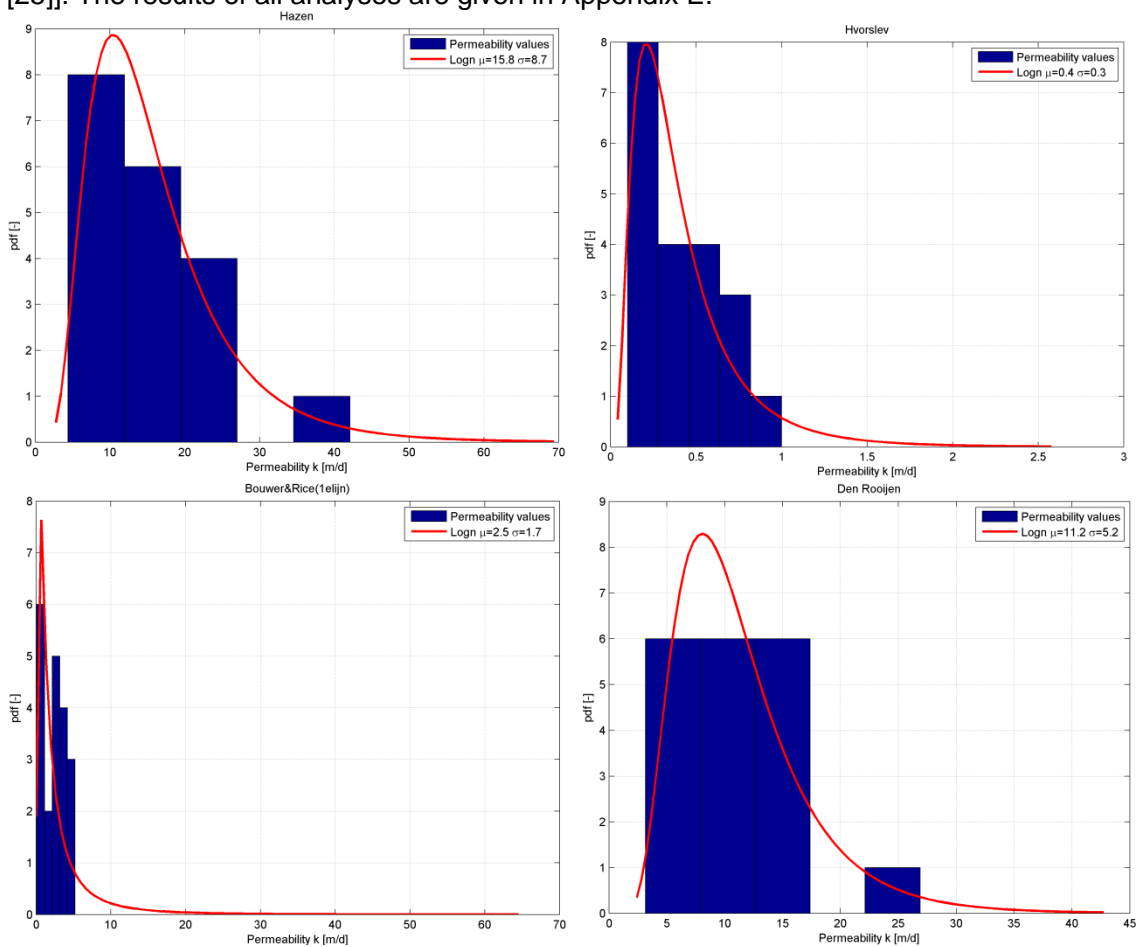 [25]]. The results of all analyses are given in Appendix E.
Hazen
Permeability values
Logn μ=15.8 σ=8.7
pdf [-]
9
8
7
6
5
4
3
2
1
0
0 10 20 30 40 50 60 70
Permeability k [m/d]
Hvorslev
Permeability values
Logn μ=0.4 σ=0.3
pdf [-]
8
7
6
5
4
3
2
1
0
0 0.5 1 1.5 2 2.5 3
Permeability k [m/d]
Bouwer&Rice(1elijn)
Permeability values
Logn μ=2.5 σ=1.7
pdf [-]
8
7
6
5
4
3
2
1
0
0 10 20 30 40 50 60 70
Permeability k [m/d]
Den Rooijen
Permeability values
Logn μ=11.2 σ=5.2
pdf [-]
9
8
7
6
5
4
3
2
1
0
0 5 10 15 20 25 30 35 40 45
Permeability k [m/d]